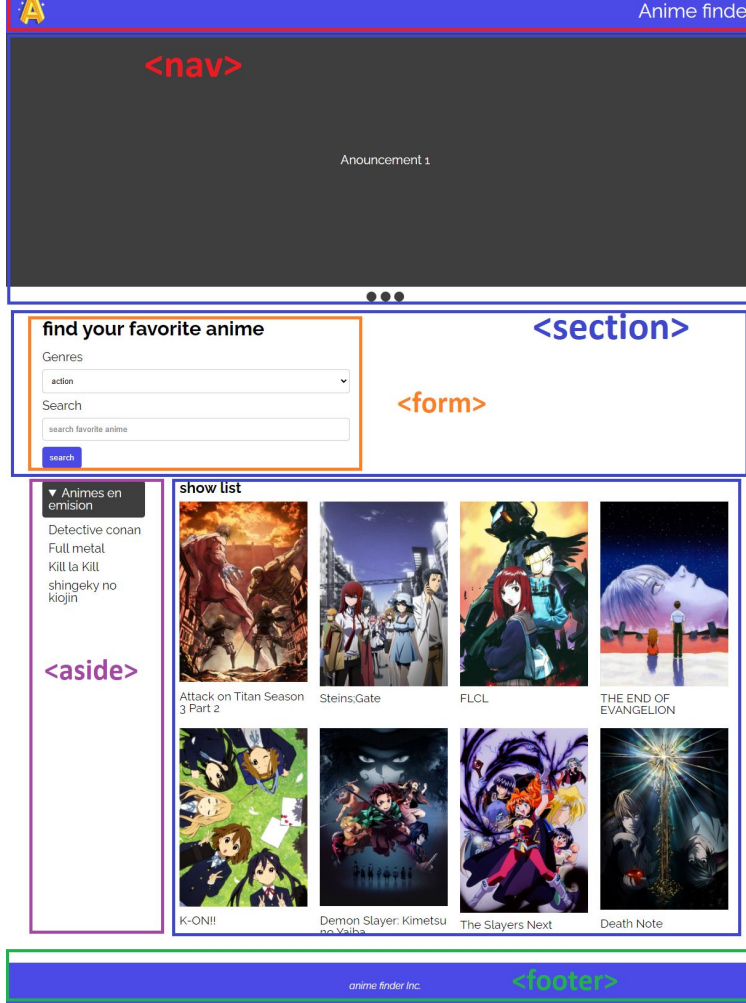 A
Anime finde
<nav>
Anouncement 1
find your favorite anime
<section>
Genres
action
Search
<form>
search favorite anime
search
▼ Animes en
emision
Detective conan
Full metal
Kill la Kill
shingeky no
kiojin
<aside>
show list
Attack on Titan Season
3 Part 2
Steins;Gate
FLCL
THE END OF
EVANGELION
K-ON!!
Demon Slayer: Kimetsu
no Yaiba
The Slayers Next
Death Note
anime finder Inc.
<footer>